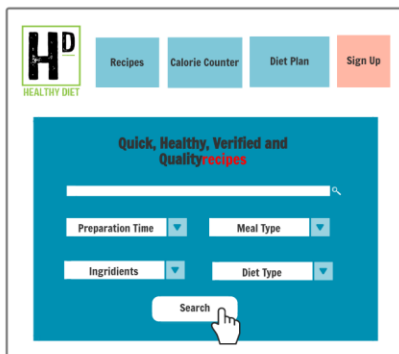 HD
HEALTHY DIET
Recipes
Calorie Counter
Diet Plan
Sign Up
Quick, Healthy, Verified and
Qualityrecipes
Preparation Time
Meal Type
Ingridients
Diet Type
Search